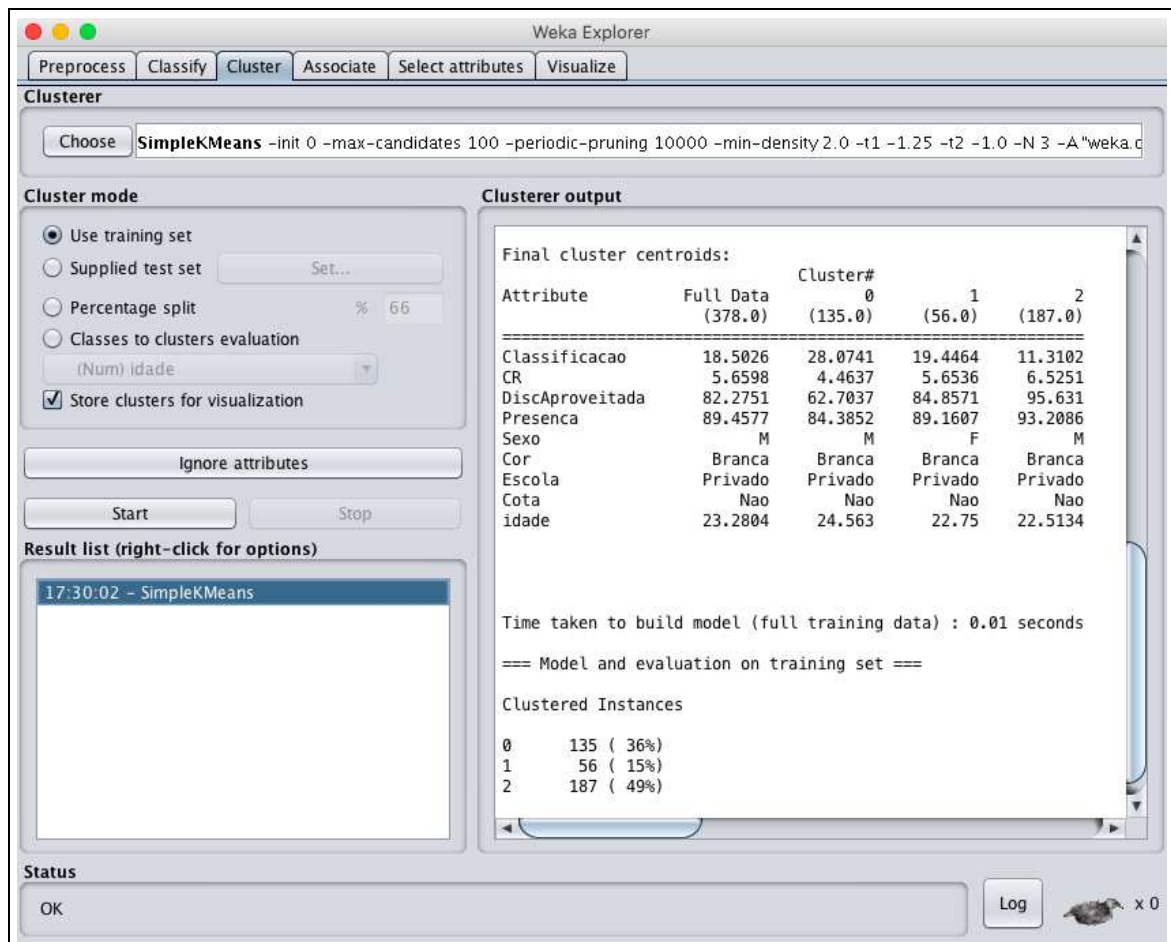 Weka Explorer
Preprocess Classify Cluster Associate Select attributes Visualize
Clusterer
Choose SimpleKMeans -init 0 -max-candidates 100 -periodic-pruning 10000 -min-density 2.0 -t1 -1.25 -t2 -1.0 -N 3 -A "weka.c
Cluster mode
Use training set
Supplied test set Set...
Percentage split % 66
Classes to clusters evaluation
(Num) idade
Store clusters for visualization
Ignore attributes
Start Stop
Result list (right-click for options)
17:30:02 - SimpleKMeans
Clusterer output
Final cluster centroids:
Cluster#
Attribute Full Data 0 1 2
(378.0) (135.0) (56.0) (187.0)
==========================================================================
Classificacao 18.5026 28.0741 19.4464 11.3102
CR 5.6598 4.4637 5.6536 6.5251
DiscAproveitada 82.2751 62.7037 84.8571 95.631
Presenca 89.4577 84.3852 89.1607 93.2086
Sexo M M F M
Cor Branca Branca Branca Branca
Escola Privado Privado Privado Privado
Cota Nao Nao Nao Nao
idade 23.2804 24.563 22.75 22.5134
Time taken to build model (full training data) : 0.01 seconds
=== Model and evaluation on training set ===
Clustered Instances
0 135 ( 36%)
1 56 ( 15%)
2 187 ( 49%)
Status
OK
Log x 0